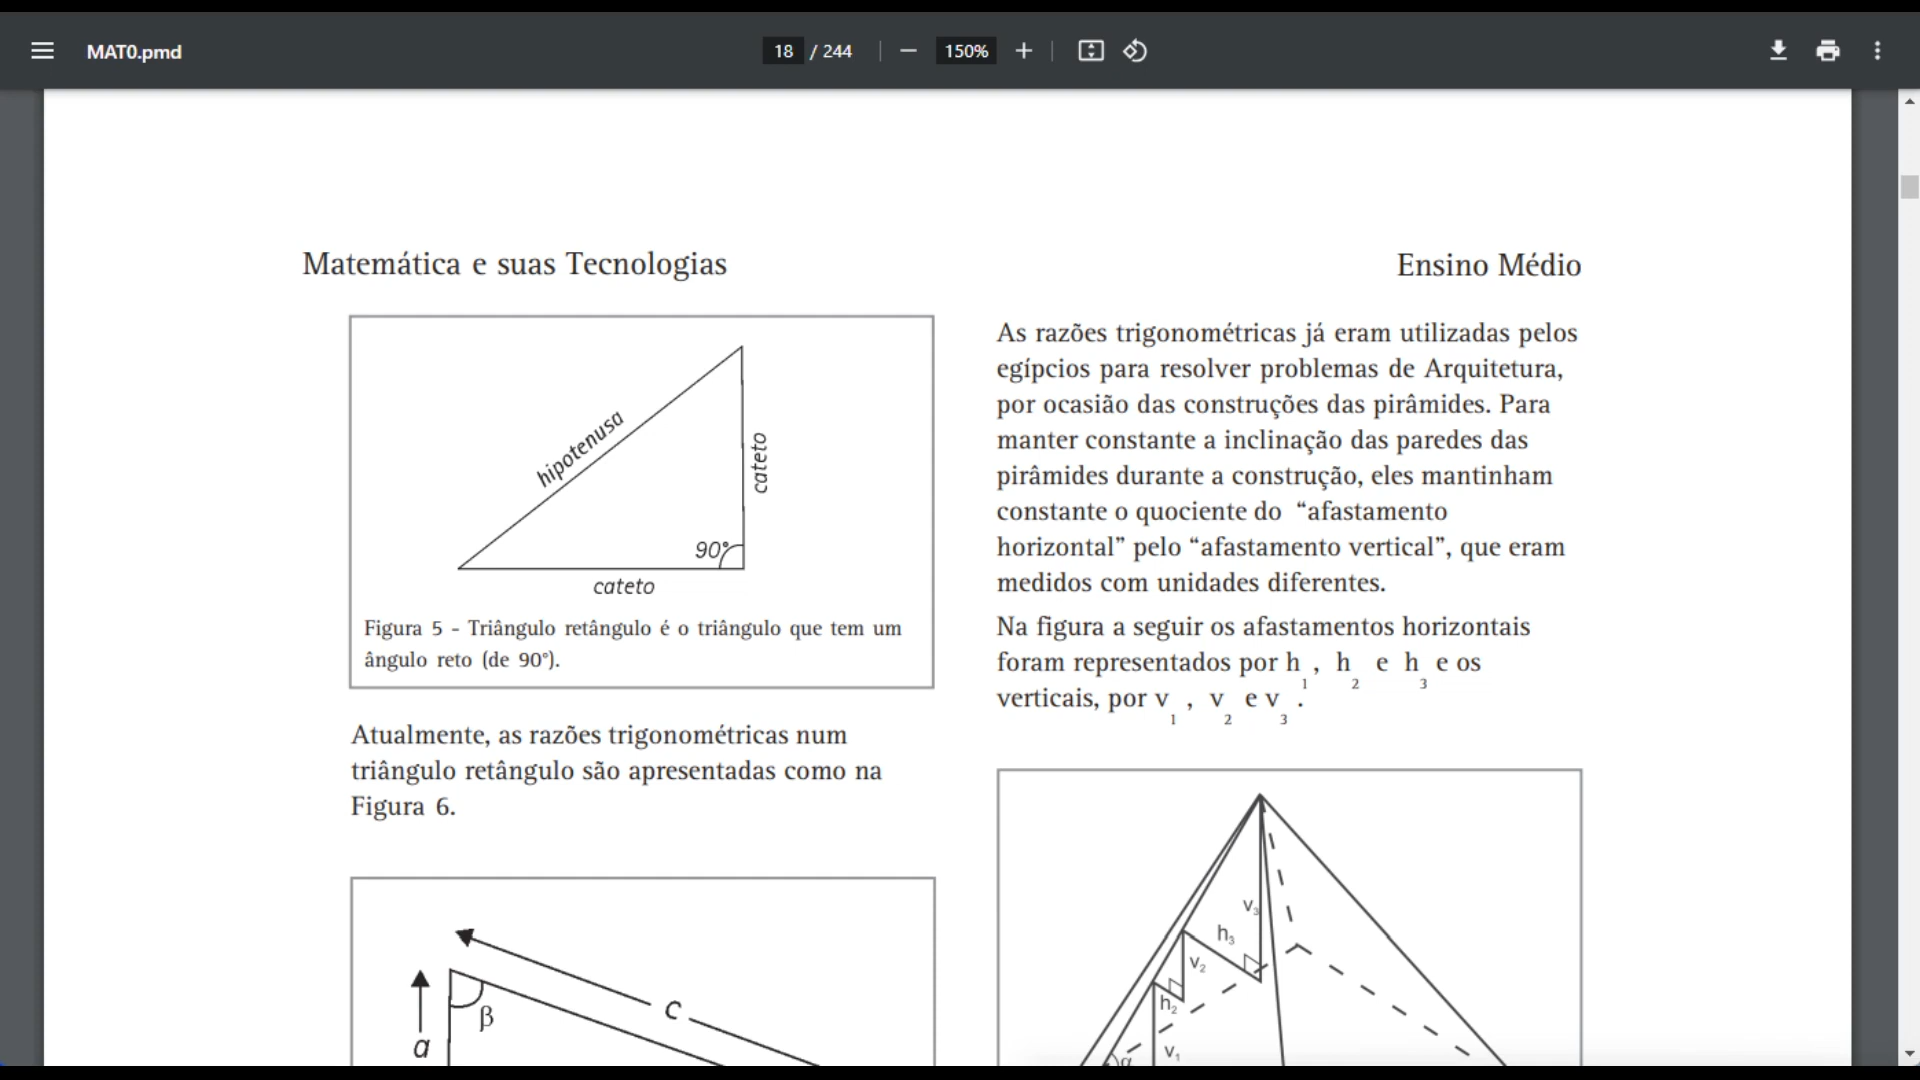 MAT0.pmd
18 / 244
150%
Matemática e suas Tecnologias
Ensino Médio
hipotenusa
cateto
90°
cateto
Figura 5 - Triângulo retângulo é o triângulo que tem um
ângulo reto (de 90°).
Atualmente, as razões trigonométricas num
triângulo retângulo são apresentadas como na
Figura 6.
c
β
a
As razões trigonométricas já eram utilizadas pelos
egípcios para resolver problemas de Arquitetura,
por ocasião das construções das pirâmides. Para
manter constante a inclinação das paredes das
pirâmides durante a construção, eles mantinham
constante o quociente do “afastamento
horizontal” pelo “afastamento vertical”, que eram
medidos com unidades diferentes.
Na figura a seguir os afastamentos horizontais
foram representados por h₁, h₂ e h₃ e os
verticais, por v₁, v₂ e v₃.
v₃
h₃
v₂
h₂
v₁
α